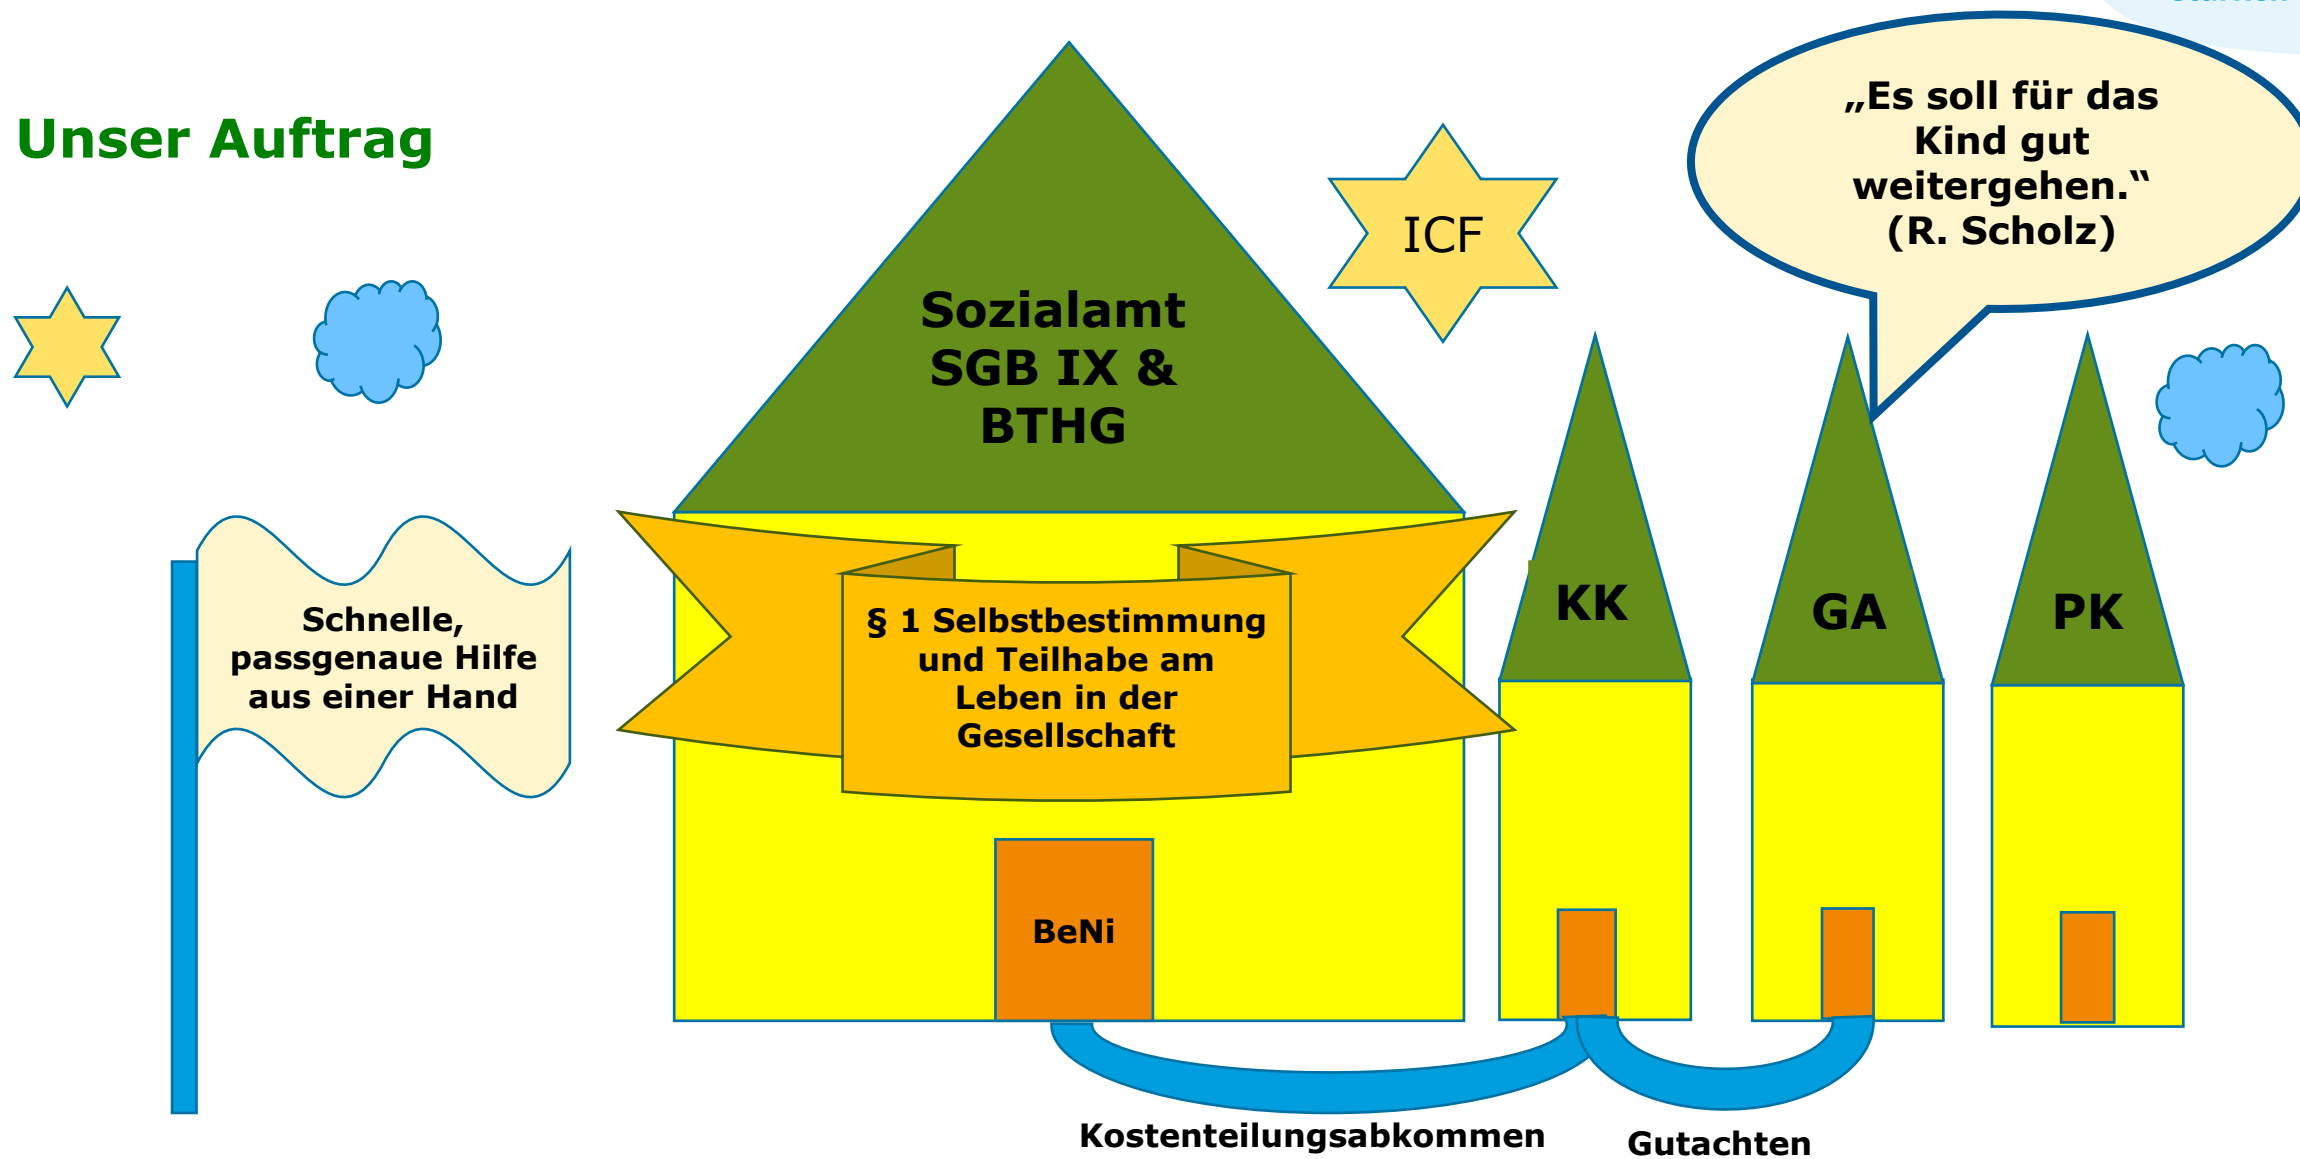 Unser Auftrag
„Es soll für das
Kind gut
weitergehen.“
(R. Scholz)
ICF
Sozialamt
SGB IX &
BTHG
Schnelle,
passgenaue Hilfe
aus einer Hand
§ 1 Selbstbestimmung
und Teilhabe am
Leben in der
Gesellschaft
KK
GA
PK
BeNi
Kostenteilungsabkommen
Gutachten